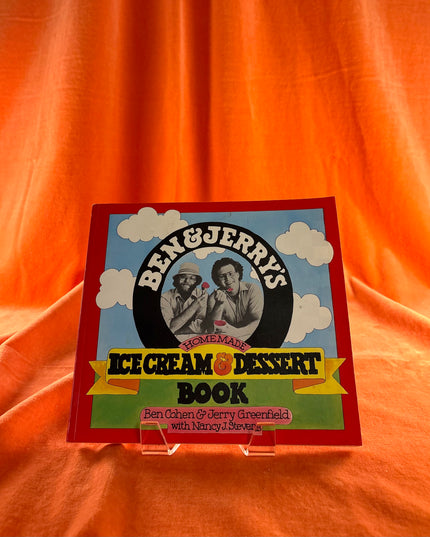 BEN & JERRY'S
HOMEMADE
ICE CREAM & DESSERT
BOOK
Ben Cohen & Jerry Greenfield
with Nancy J. Stevens